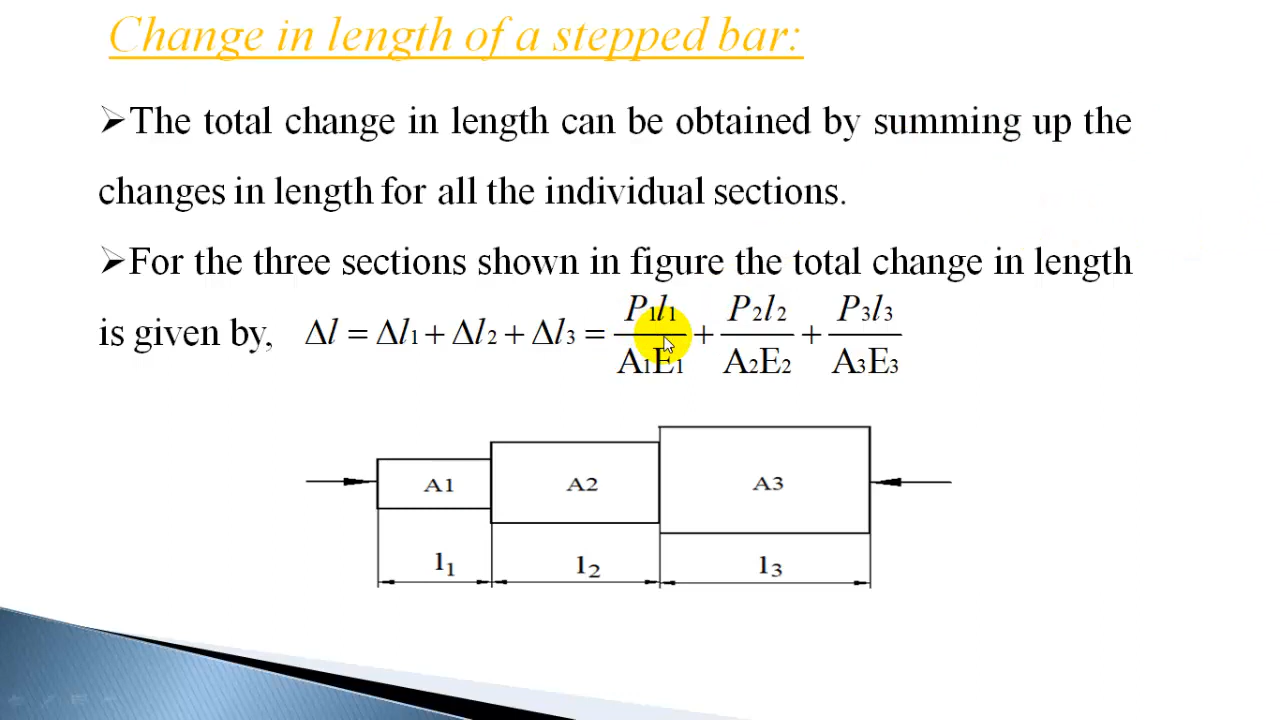 Change in length of a stepped bar:
➤The total change in length can be obtained by summing up the
changes in length for all the individual sections.
➤For the three sections shown in figure the total change in length
is given by, Δl = Δl1 + Δl2 + Δl3 = P1l1/A1E1 + P2l2/A2E2 + P3l3/A3E3
A1 A2 A3
l1 l2 l3